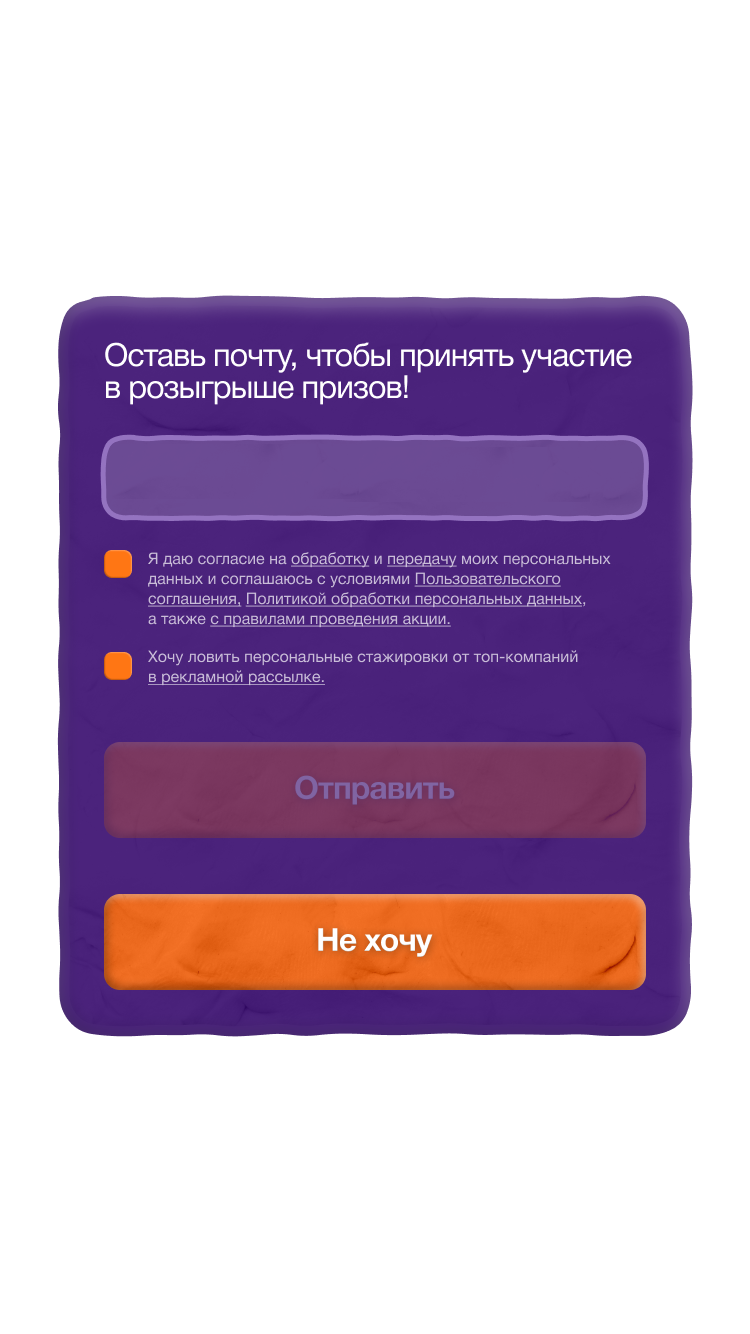 Оставь почту, чтобы принять участие
в розыгрыше призов!
Я даю согласие на обработку и передачу моих персональных
данных и соглашаюсь с условиями Пользовательского
соглашения, Политикой обработки персональных данных,
а также с правилами проведения акции.
Хочу ловить персональные стажировки от топ-компаний
в рекламной рассылке.
Отправить
Не хочу